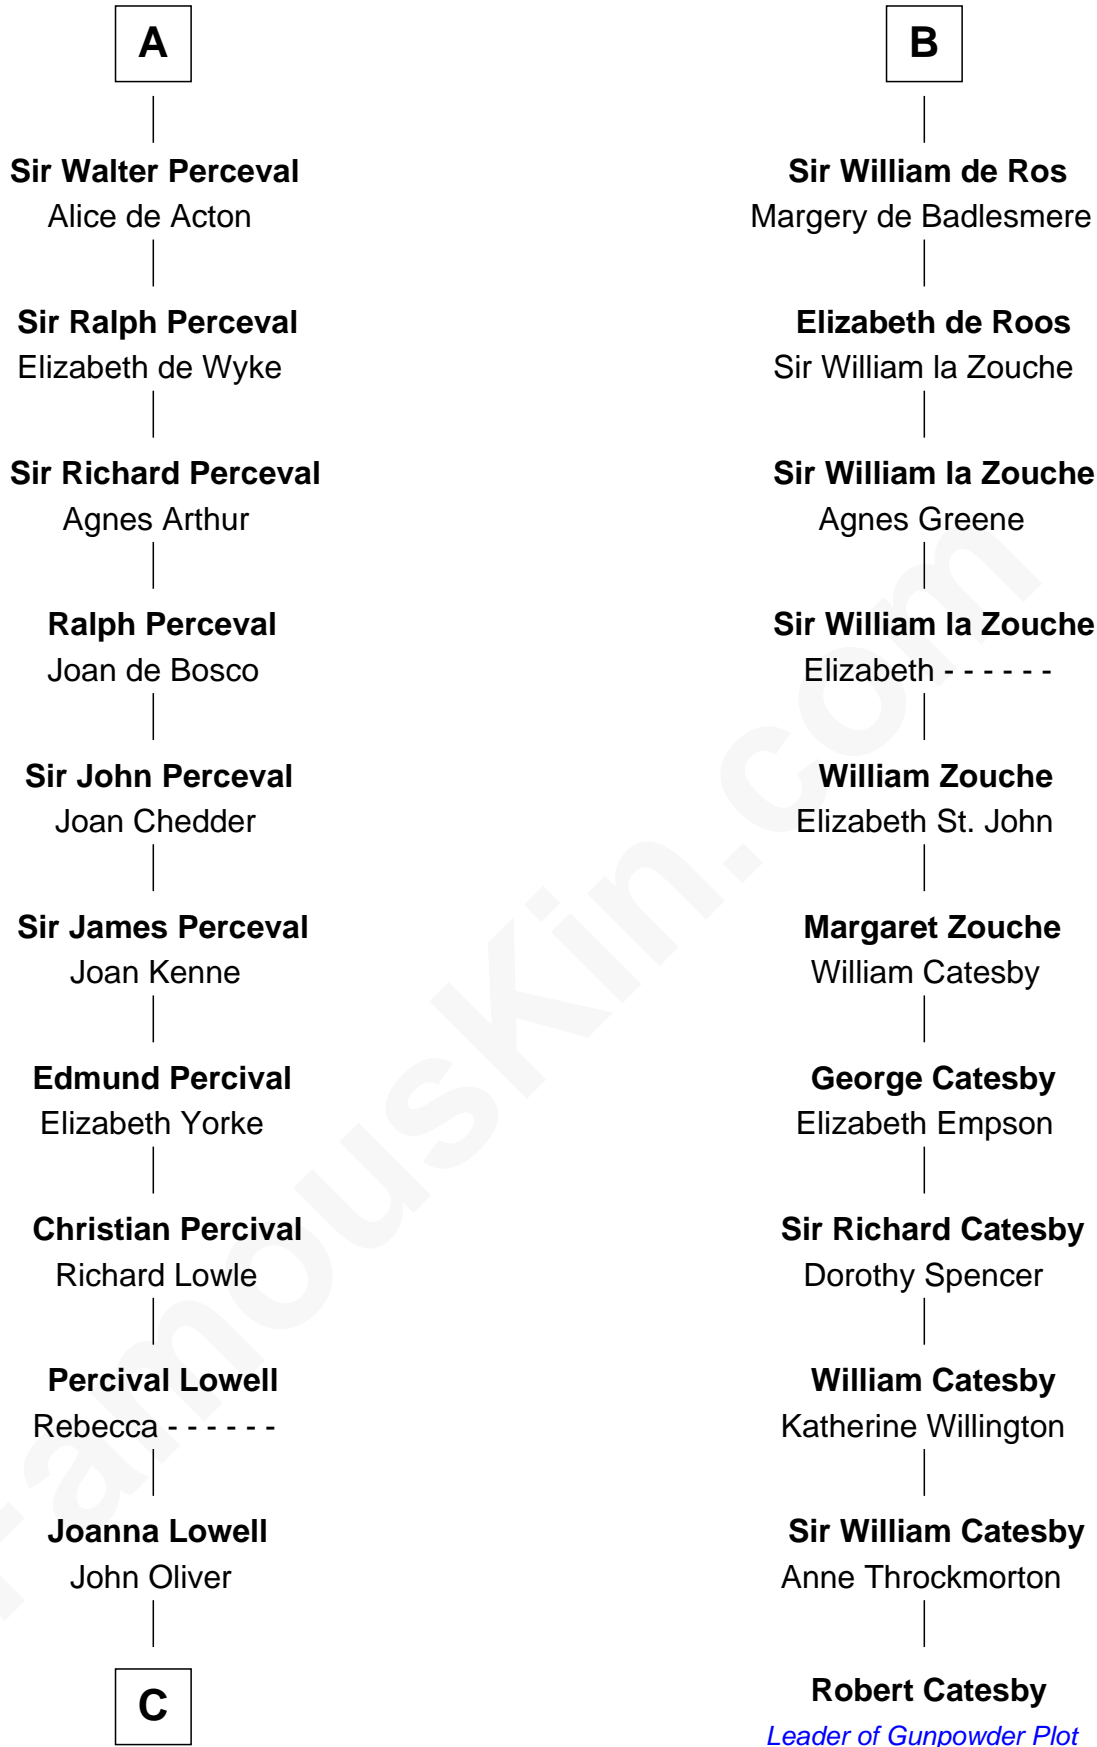 A
Sir Walter Perceval
Alice de Acton
Sir Ralph Perceval
Elizabeth de Wyke
Sir Richard Perceval
Agnes Arthur
Ralph Perceval
Joan de Bosco
Sir John Perceval
Joan Chedder
Sir James Perceval
Joan Kenne
Edmund Percival
Elizabeth Yorke
Christian Percival
Richard Lowle
Percival Lowell
Rebecca - - - - - -
Joanna Lowell
John Oliver
C
B
Sir William de Ros
Margery de Badlesmere
Elizabeth de Roos
Sir William la Zouche
Sir William la Zouche
Agnes Greene
Sir William la Zouche
Elizabeth - - - - - -
William Zouche
Elizabeth St. John
Margaret Zouche
William Catesby
George Catesby
Elizabeth Empson
Sir Richard Catesby
Dorothy Spencer
William Catesby
Katherine Willington
Sir William Catesby
Anne Throckmorton
Robert Catesby
Leader of Gunpowder Plot
FamousKin.com